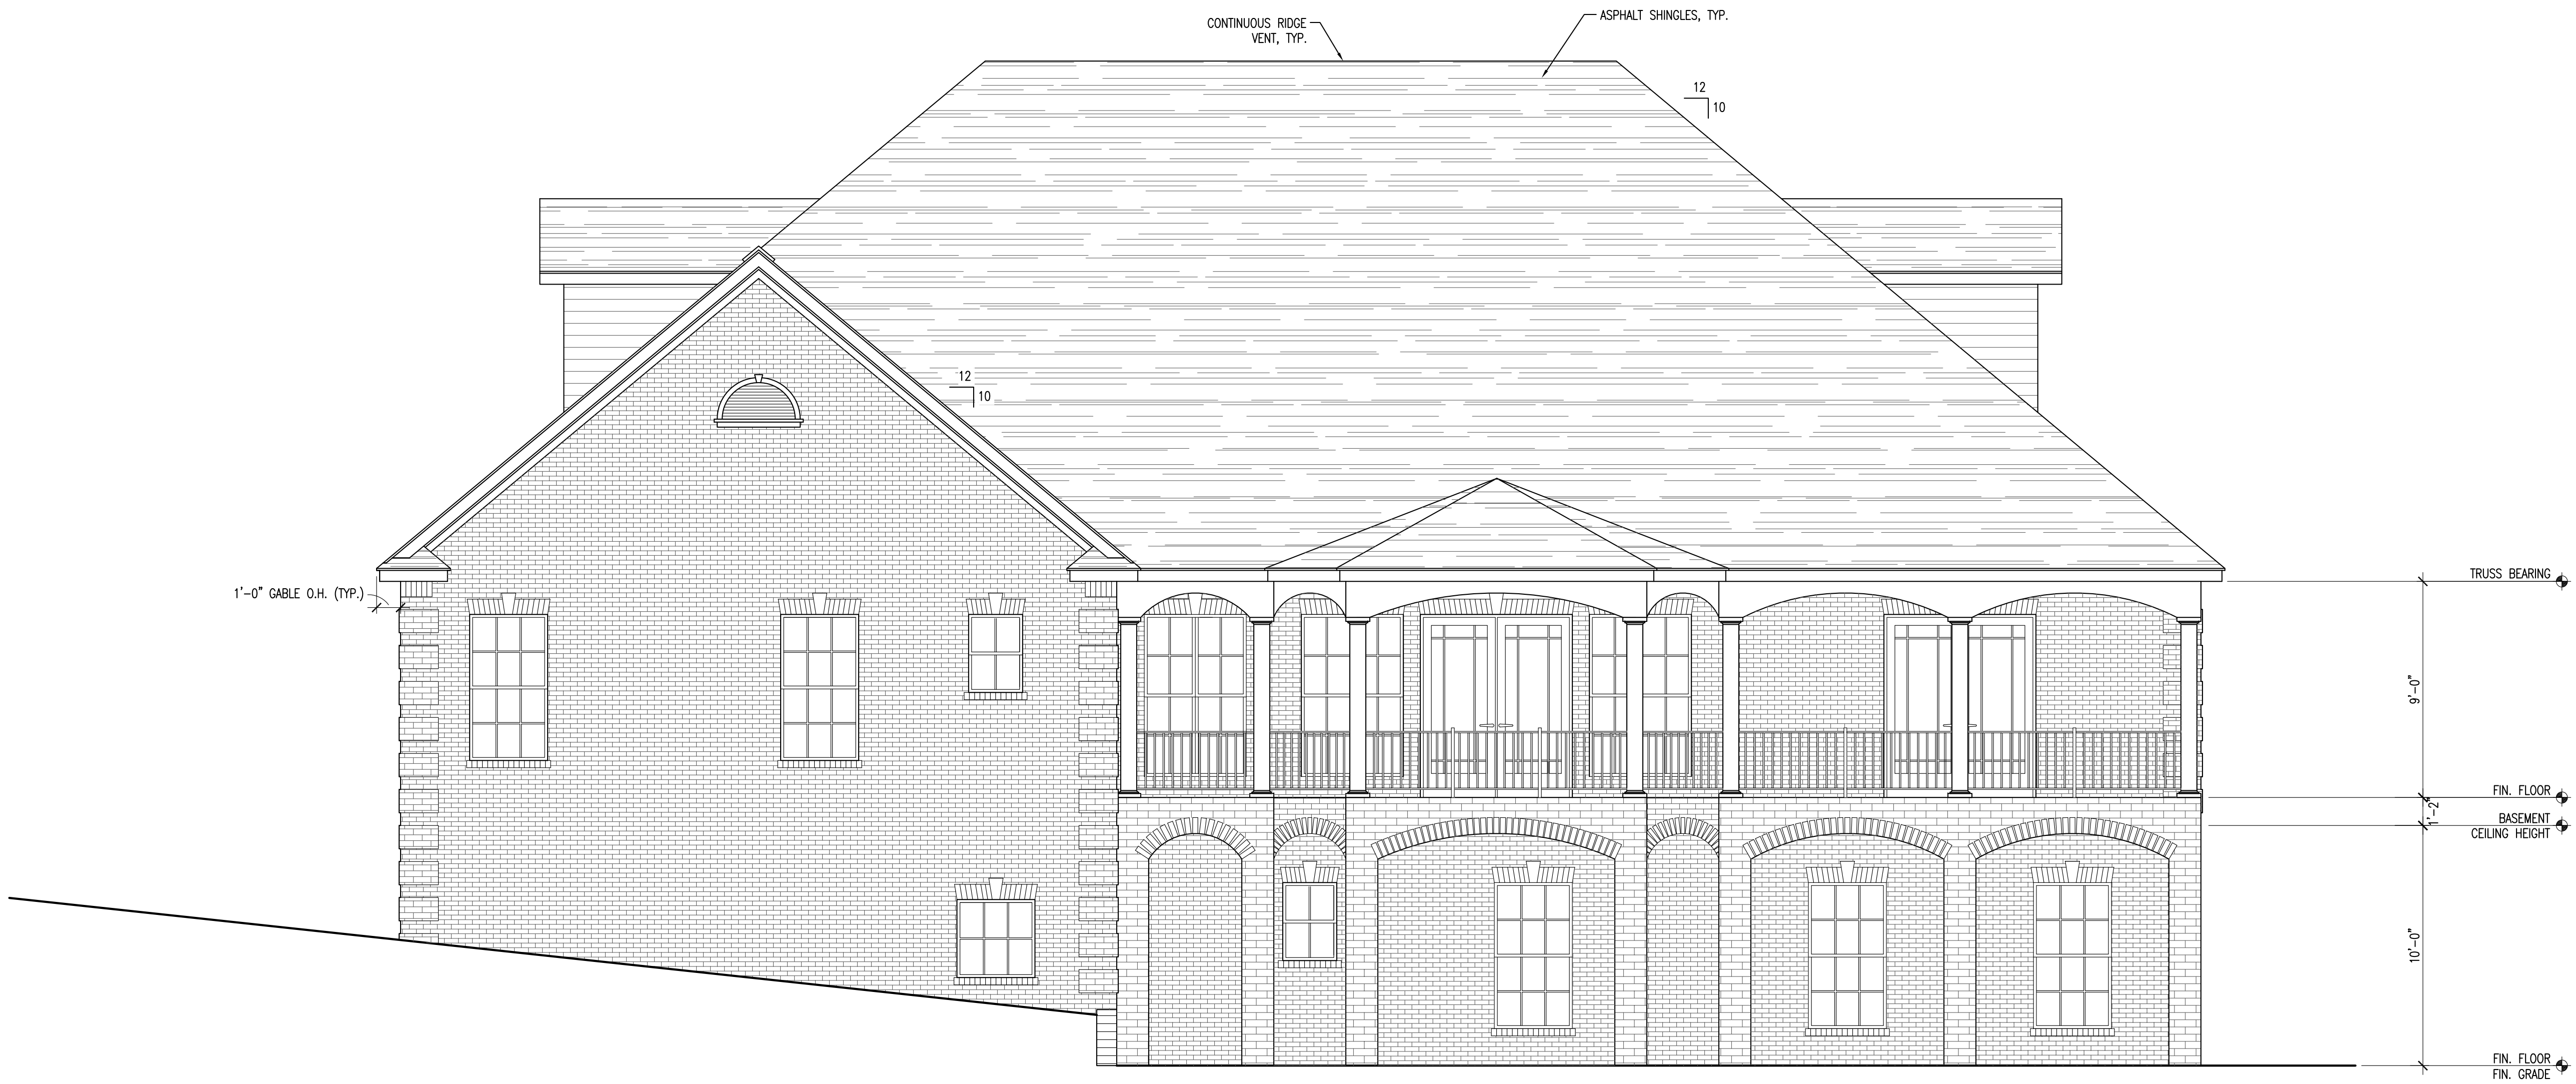 CONTINUOUS RIDGE
VENT, TYP.
ASPHALT SHINGLES, TYP.
12
10
12
10
1'-0" GABLE O.H. (TYP.)
TRUSS BEARING
9'-0"
FIN. FLOOR
1'-2"
BASEMENT
CEILING HEIGHT
10'-0"
FIN. FLOOR
FIN. GRADE